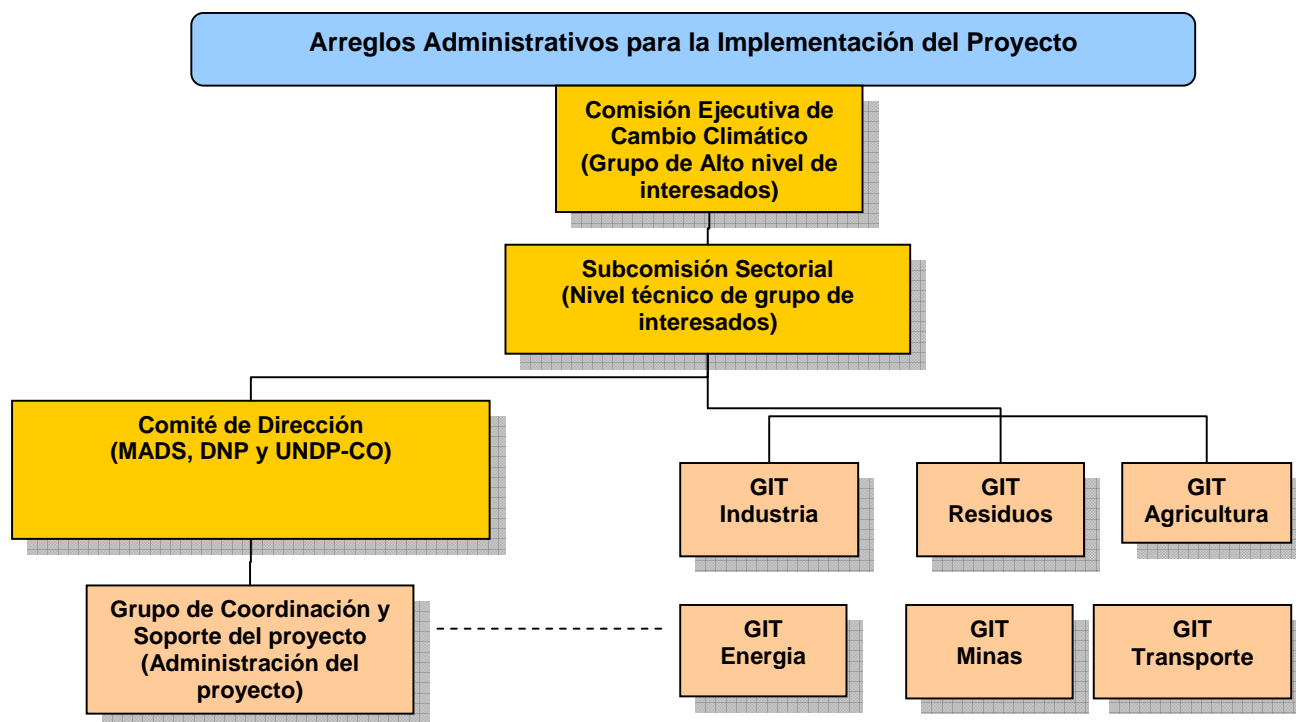 Arreglos Administrativos para la Implementación del Proyecto
Comisión Ejecutiva de
Cambio Climático
(Grupo de Alto nivel de
interesados)
Subcomisión Sectorial
(Nivel técnico de grupo de
interesados)
Comité de Dirección
(MADS, DNP y UNDP-CO)
GIT
Industria
GIT
Residuos
GIT
Agricultura
Grupo de Coordinación y
Soporte del proyecto
(Administración del
proyecto)
GIT
Energia
GIT
Minas
GIT
Transporte